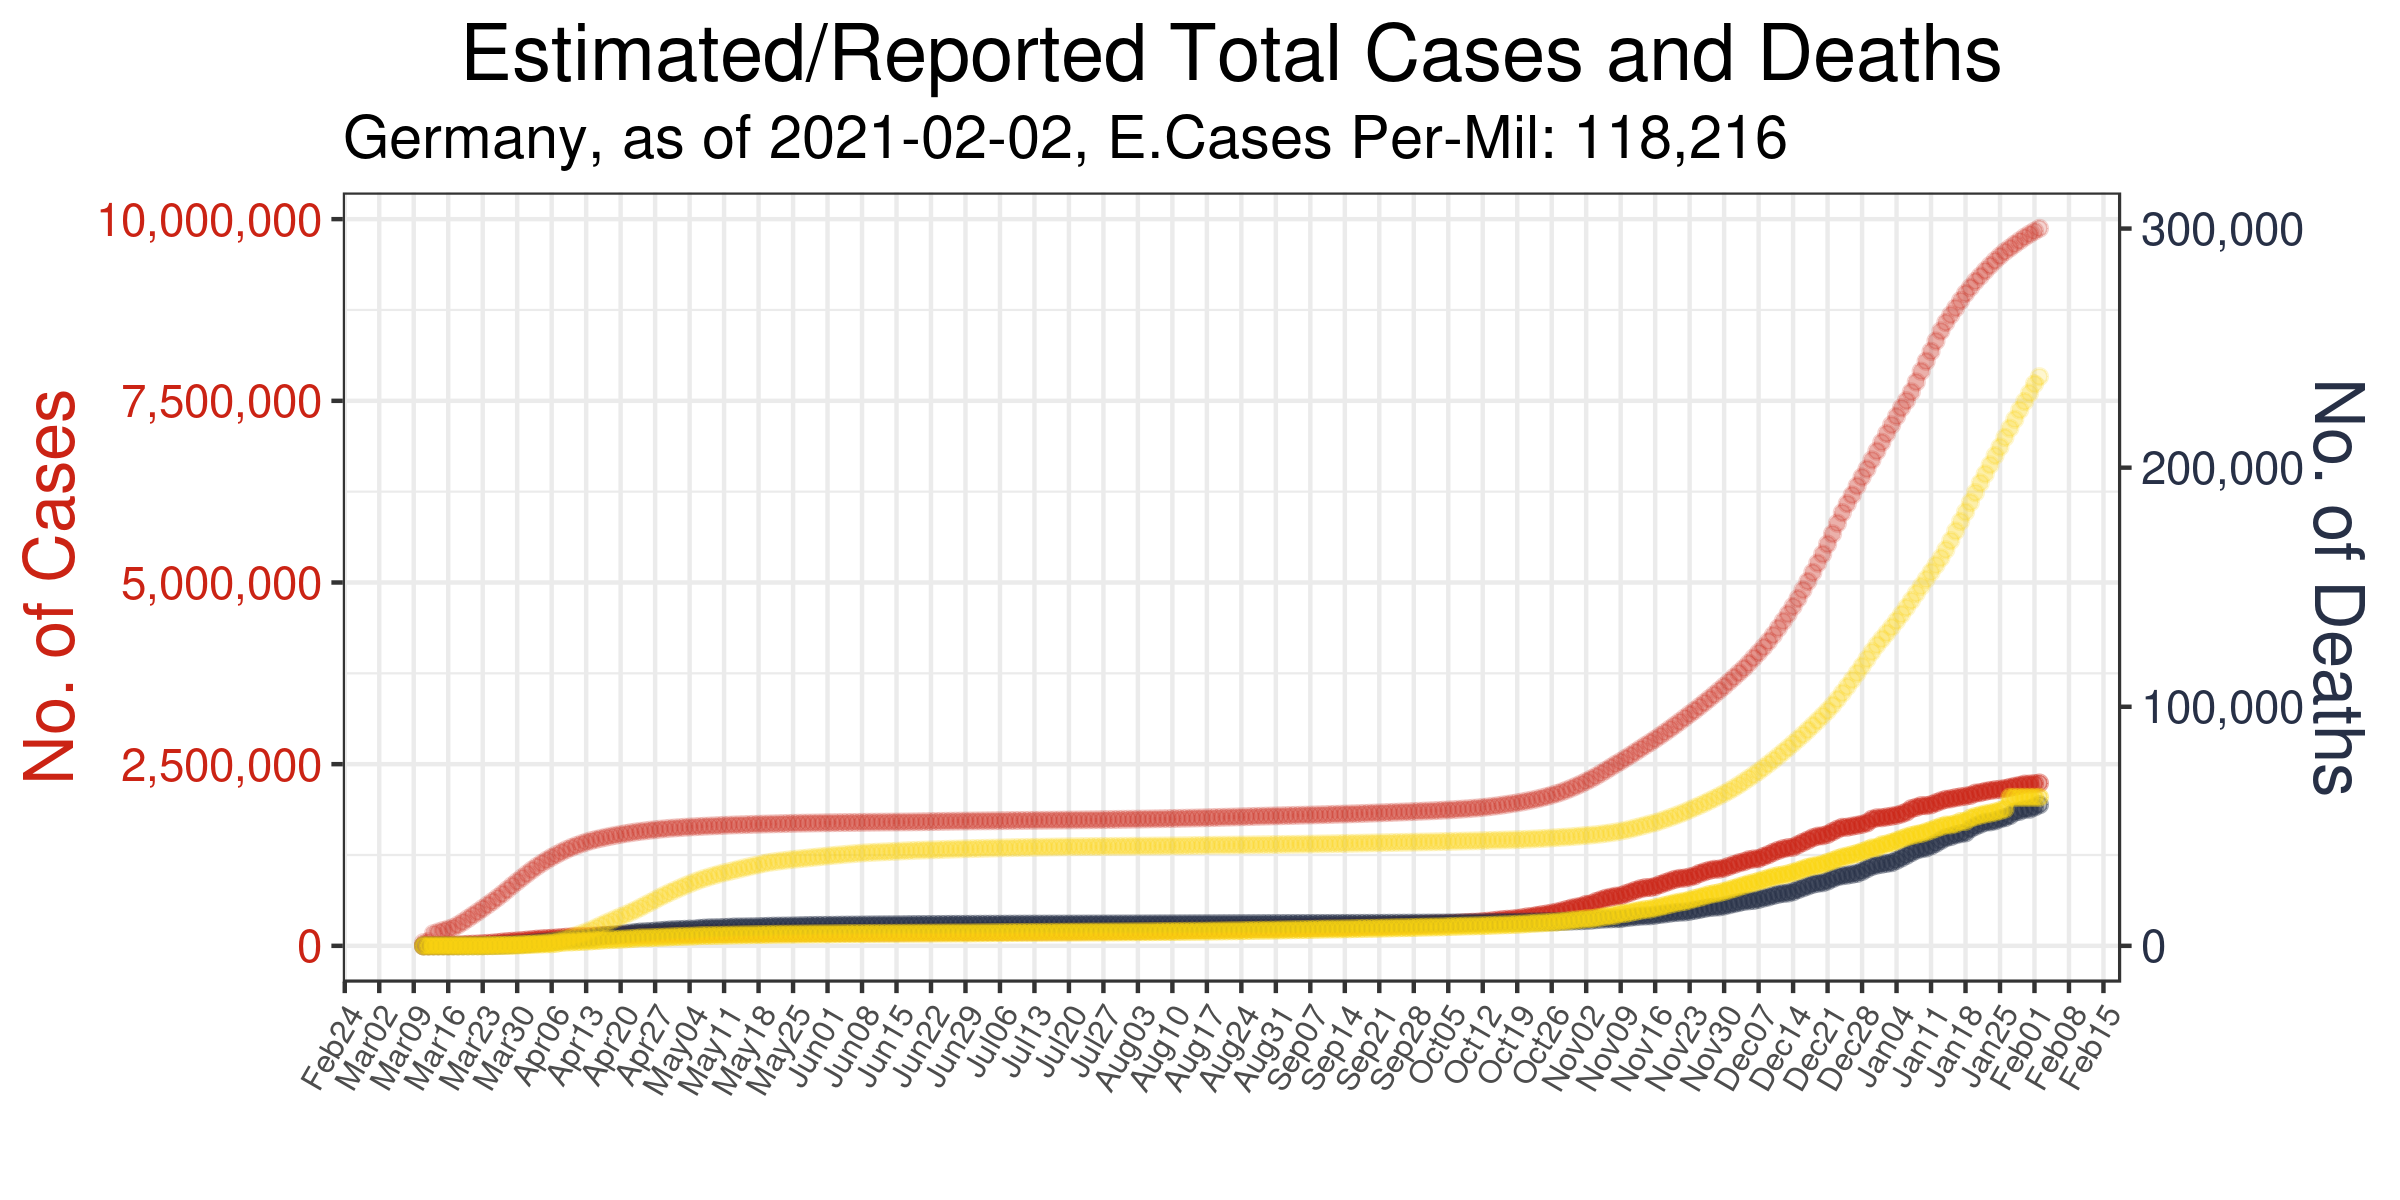 Estimated/Reported Total Cases and Deaths
Germany, as of 2021-02-02, E.Cases Per-Mil: 118,216
No. of Cases
10,000,000
7,500,000
5,000,000
2,500,000
0
300,000
200,000
100,000
0
No. of Deaths
Feb24
Mar02
Mar09
Mar16
Mar23
Mar30
Apr06
Apr13
Apr20
Apr27
May04
May11
May18
May25
Jun01
Jun08
Jun15
Jun22
Jun29
Jul06
Jul13
Jul20
Jul27
Aug03
Aug10
Aug17
Aug24
Aug31
Sep07
Sep14
Sep21
Sep28
Oct05
Oct12
Oct19
Oct26
Nov02
Nov09
Nov16
Nov23
Nov30
Dec07
Dec14
Dec21
Dec28
Jan04
Jan11
Jan18
Jan25
Feb01
Feb08
Feb15